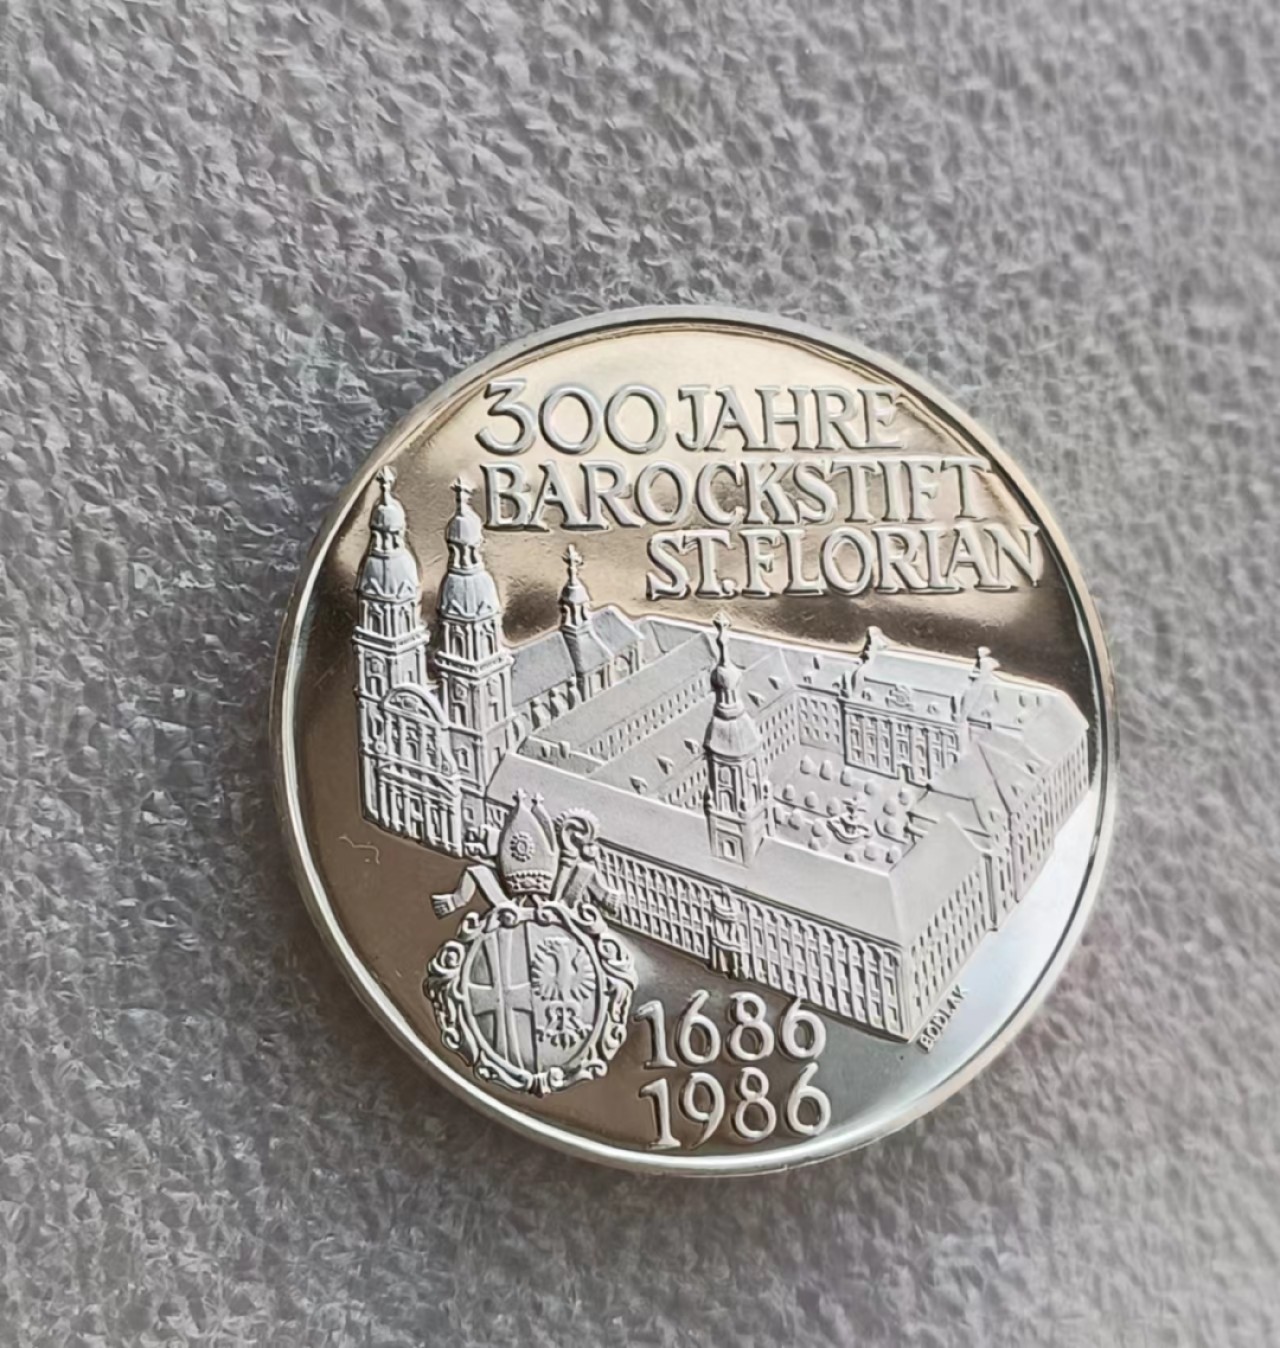 300 JAHRE
BAROCKSTIFT
ST. FLORIAN
BODLAK
1686
1986